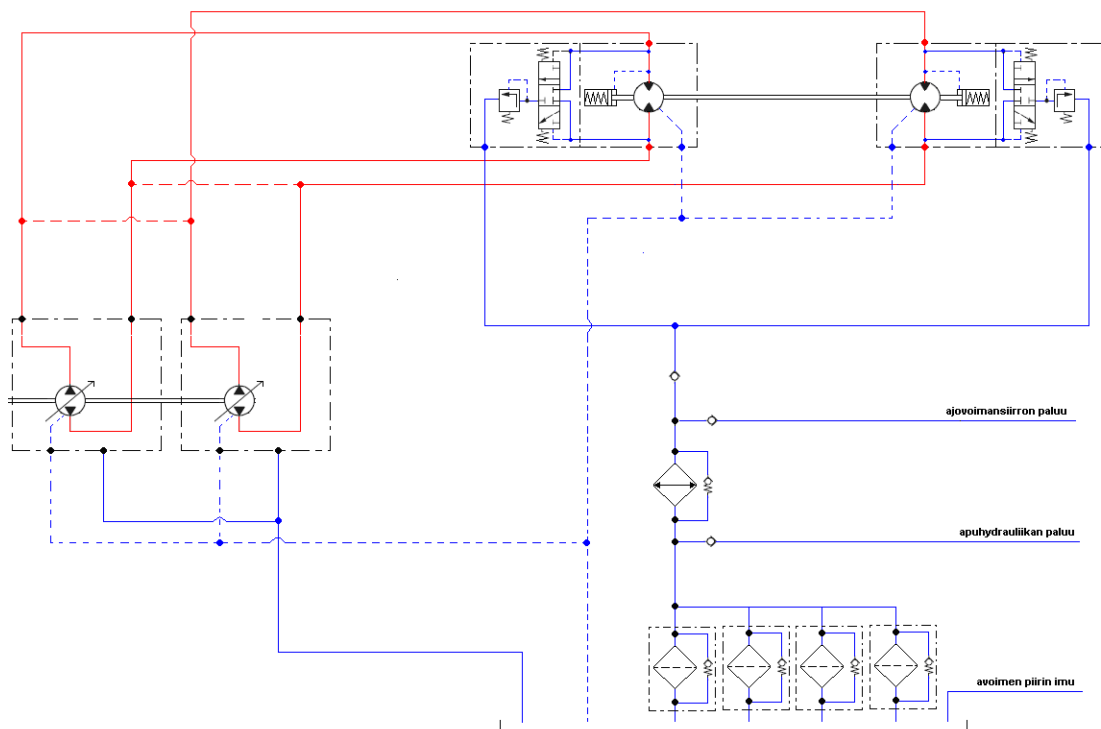 ajovoimansiirron paluu
apuhydrauliikan paluu
avoimen piirin imu